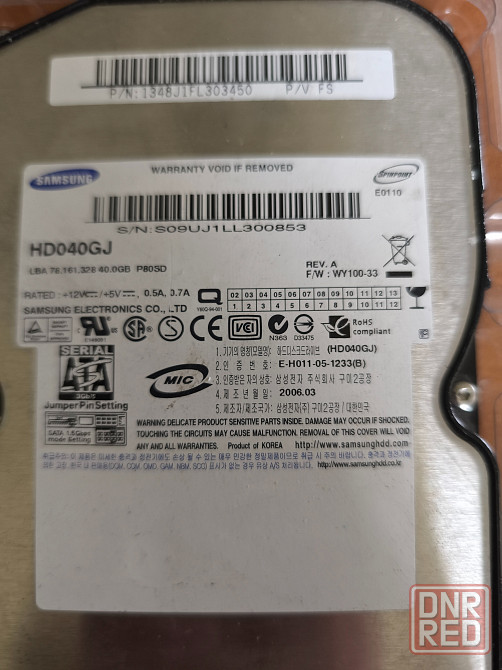 P/N:1348J1FL303450 P/V FS
SAMSUNG
WARRANTY VOID IF REMOVED
SPINPOINT
E0110
S/N:S09UJ1LL300853
HD040GJ
LBA 78,161,328 40.0GB P80SD
REV. A
F/W : WY100-33
RATED : +12V /+5V , 0.5A, 0.7A
SAMSUNG ELECTRONICS CO., LTD
Q
02 03 04 05 06 07 08 09 10 11 12 13
1 2 3 4 5 6 7 8 9 10 11 12
N363
D33475
RoHS
compliant
SERIAL
3Gbit
Jumper Pin Setting
SATA 1.5Gbps
mode Setting
MIC
1. 기기의 명칭(모델명): 하드디스크드라이브 (HD040GJ)
2. 인 증 번 호 : E-H011-05-1233(B)
3. 인증받은 자의 상호: 삼성전자 주식회사 구미2공장
4. 제 조 년 월 일 : 2006.03
5. 제조자/제조국가: 삼성전자(주)구미2공장 / 대한민국
WARNING DELICATE PRODUCT SENSITIVE PARTS INSIDE. DAMAGE MAY OCCUR IF SHOCKED.
TOUCHING THE CIRCUITS MAY CAUSE MALFUNCTION. REMOVAL OF THIS COVER WILL VOID
ANY AND ALL WARRANTIES. Product of KOREA http://www.samsunghdd.com
http://www.samsunghdd.co.kr
DNR
RED